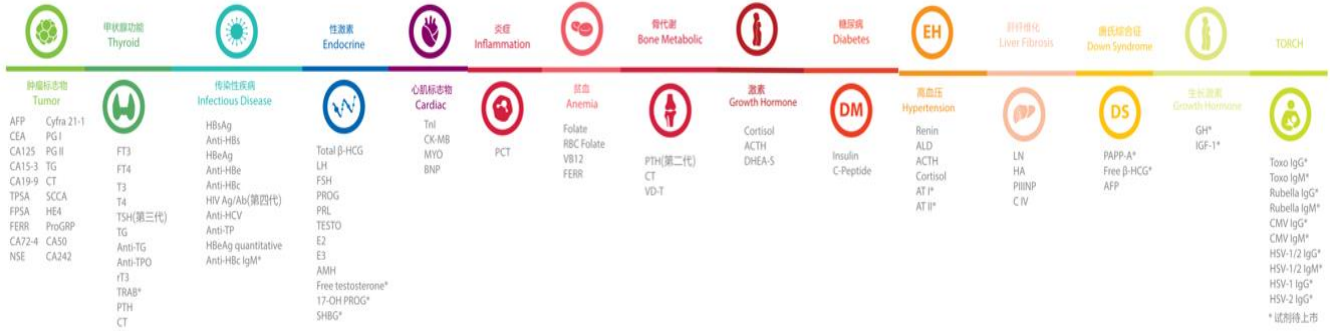 肿瘤标志物
Tumor
AFP Cyfra 21-1
CEA PG I
CA125 PG II
CA15-3 TG
CA19-9 CT
TPSA SCCA
FPSA HE4
FERR ProGRP
CA72-4 CA50
NSE CA242
甲状腺功能
Thyroid
FT3
FT4
T3
T4
TSH(第三代)
TG
Anti-TG
Anti-TPO
rT3
TRAB*
PTH
CT
传染性疾病
Infectious Disease
HBsAg
Anti-HBs
HBeAg
Anti-HBe
Anti-HBc
HIV Ag/Ab(第四代)
Anti-HCV
Anti-TP
HBeAg quantitative
Anti-HBc IgM*
性激素
Endocrine
Total β-HCG
LH
FSH
PROG
PRL
TESTO
E2
E3
AMH
Free testosterone*
17-OH PROG*
SHBG*
心肌标志物
Cardiac
TnI
CK-MB
MYO
BNP
炎症
Inflammation
PCT
贫血
Anemia
Folate
RBC Folate
VB12
FERR
骨代谢
Bone Metabolic
PTH(第二代)
CT
VD-T
激素
Growth Hormone
Cortisol
ACTH
DHEA-S
糖尿病
Diabetes
DM
Insulin
C-Peptide
EH
高血压
Hypertension
Renin
ALD
ACTH
Cortisol
AT I*
AT II*
肝纤维化
Liver Fibrosis
LN
HA
PIIINP
C IV
唐氏综合征
Down Syndrome
DS
PAPP-A*
Free β-HCG*
AFP
生长激素
Growth Hormone
GH*
IGF-1*
TORCH
Toxo IgG*
Toxo IgM*
Rubella IgG*
Rubella IgM*
CMV IgG*
CMV IgM*
HSV-1/2 IgG*
HSV-1/2 IgM*
HSV-1 IgG*
HSV-2 IgG*
* 试剂待上市